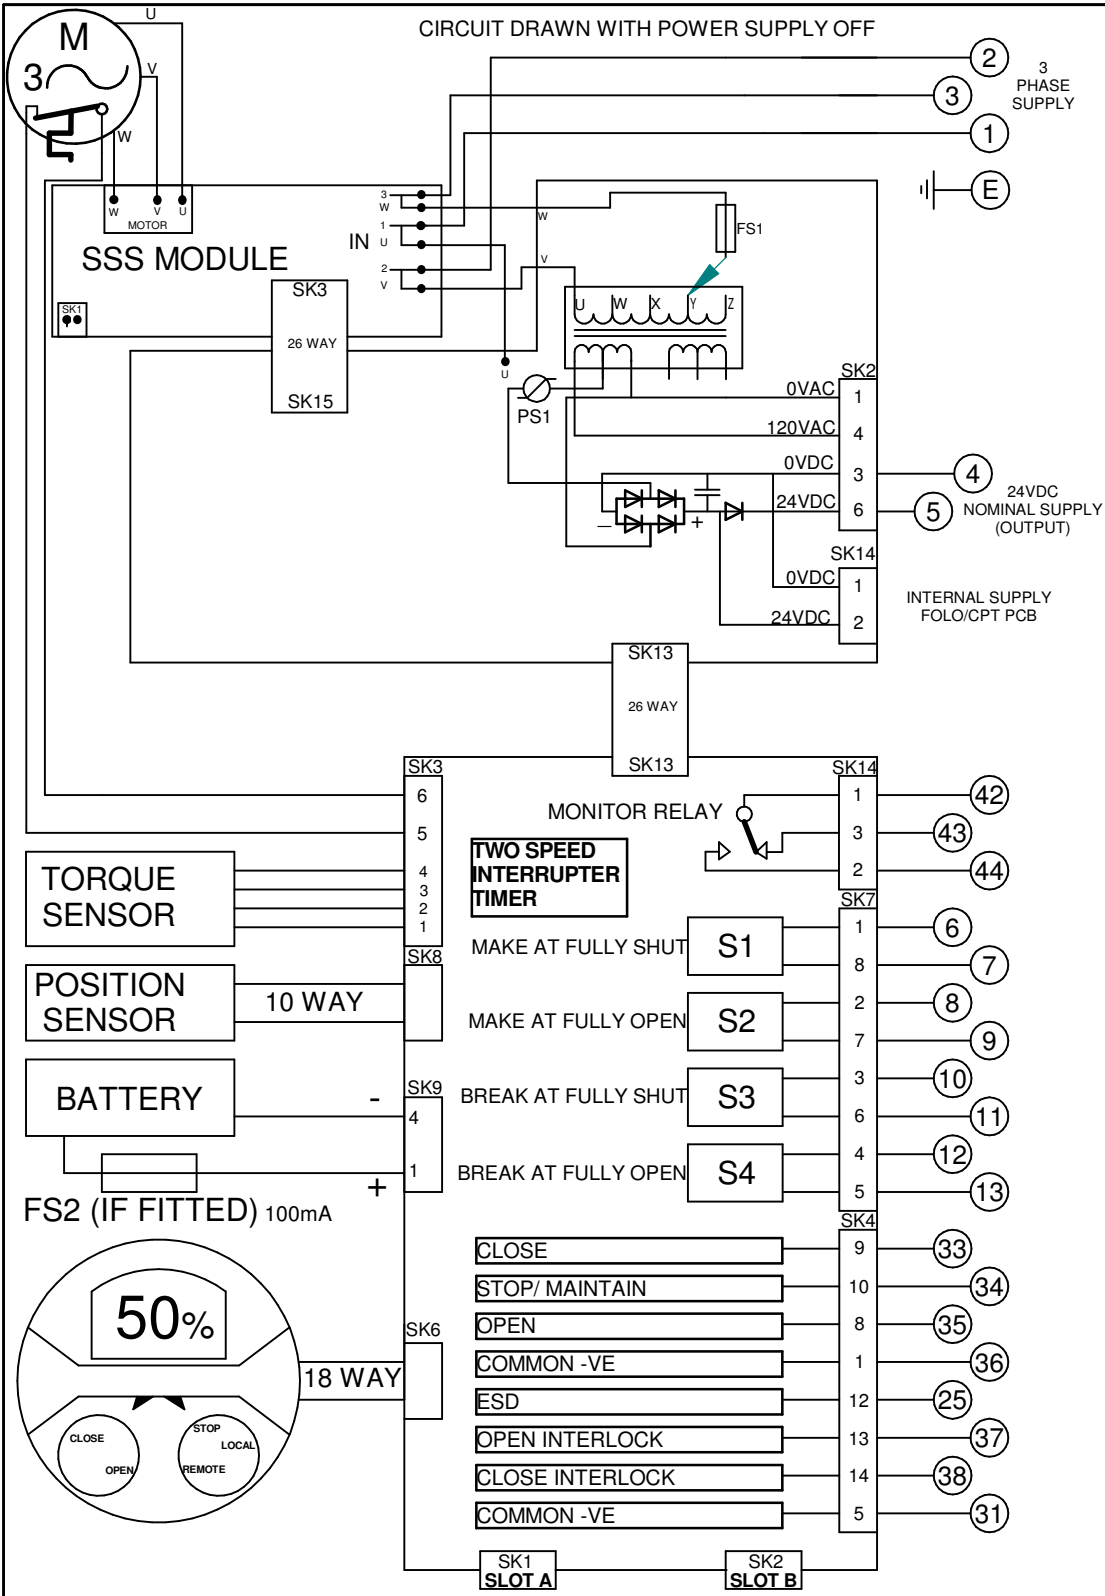 CIRCUIT DRAWN WITH POWER SUPPLY OFF
U
M
3
V
W
2
3
1
E
3
PHASE
SUPPLY
W V U
MOTOR
SSS MODULE
IN
3
W
1
U
2
V
W
V
U
FS1
SK1
SK3
26 WAY
SK15
U W X Y Z
PS1
SK2
0VAC 1
120VAC 4
0VDC 3 4
24VDC 6 5
24VDC
NOMINAL SUPPLY
(OUTPUT)
— +
SK14
0VDC 1
24VDC 2
INTERNAL SUPPLY
FOLO/CPT PCB
SK13
26 WAY
SK13
SK3
6
5
4
3
2
1
TORQUE
SENSOR
TWO SPEED
INTERRUPTER
TIMER
MONITOR RELAY
SK14
1 42
3 43
2 44
SK8
POSITION
SENSOR
10 WAY
SK7
MAKE AT FULLY SHUT S1
1 6
8 7
MAKE AT FULLY OPEN S2
2 8
7 9
BREAK AT FULLY SHUT S3
3 10
6 11
BREAK AT FULLY OPEN S4
4 12
5 13
BATTERY
-
SK9
4
1
+
FS2 (IF FITTED) 100mA
SK4
CLOSE 9 33
STOP/ MAINTAIN 10 34
OPEN 8 35
COMMON -VE 1 36
ESD 12 25
OPEN INTERLOCK 13 37
CLOSE INTERLOCK 14 38
COMMON -VE 5 31
50%
SK6
18 WAY
CLOSE
OPEN
STOP
LOCAL
REMOTE
SK1
SLOT A
SK2
SLOT B